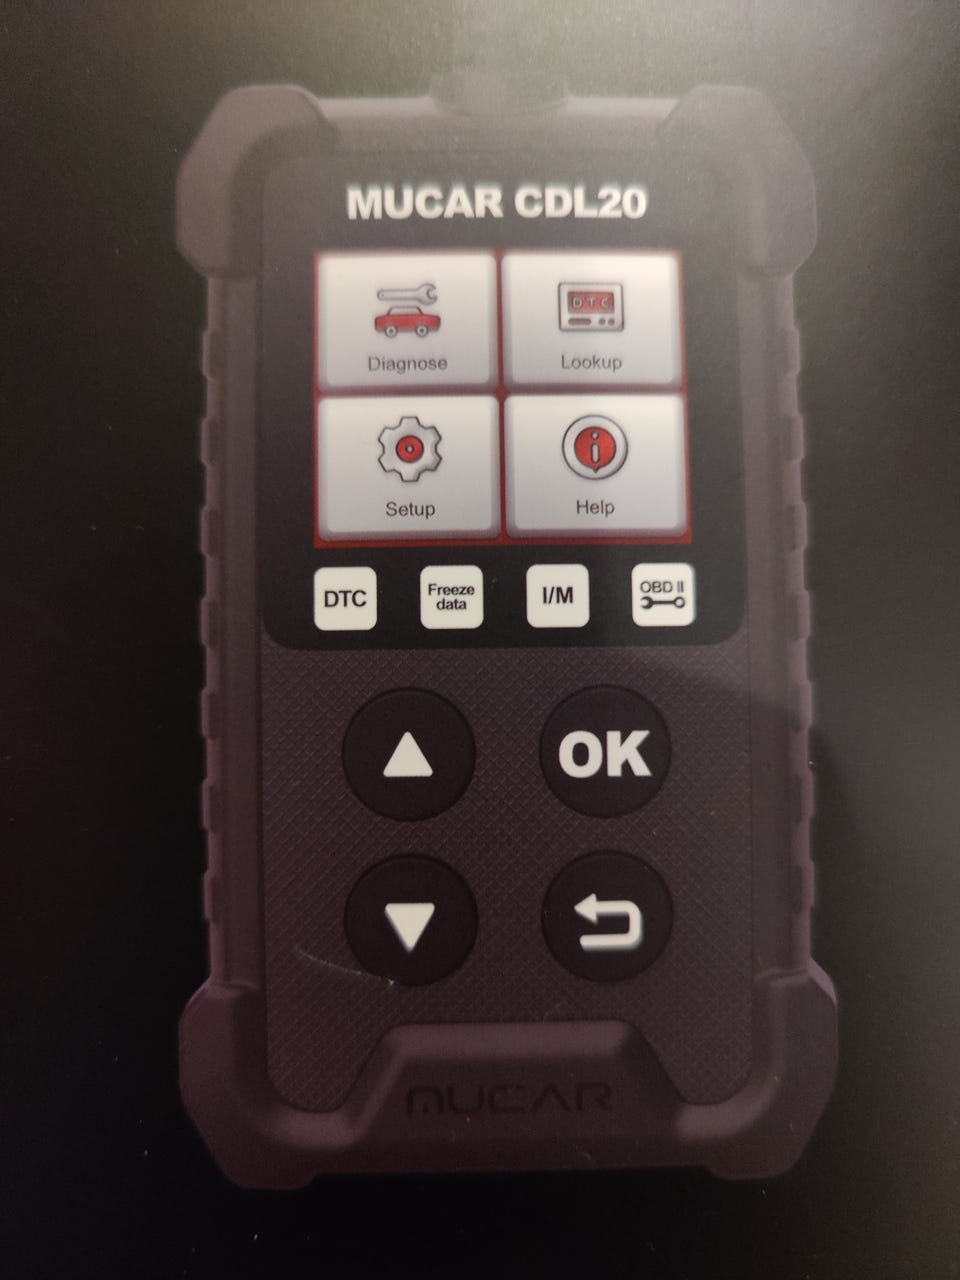 MUCAR CDL20
DTC
Diagnose
Lookup
Setup
Help
DTC
Freeze
data
I/M
OBD II
OK
MUCAR